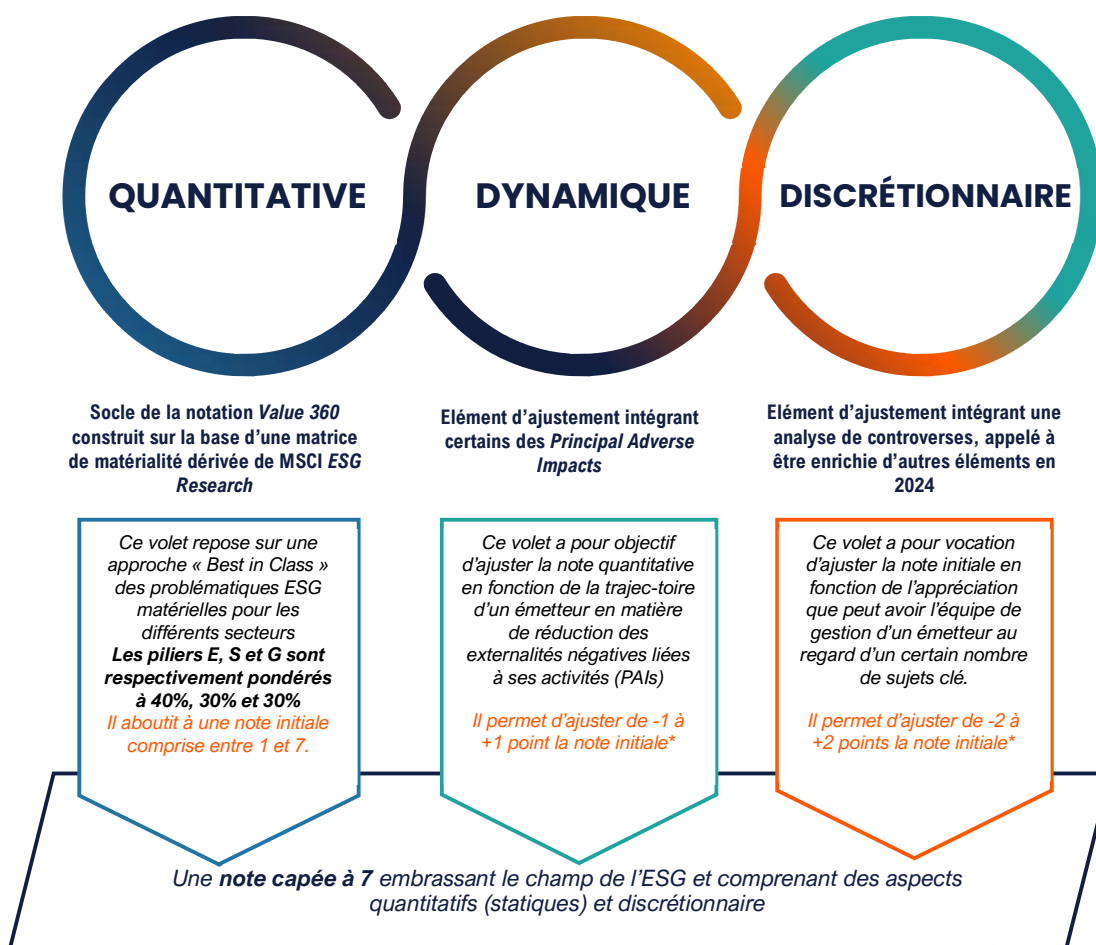 QUANTITATIVE
DYNAMIQUE
DISCRÉTIONNAIRE
Socle de la notation Value 360
construit sur la base d'une matrice
de matérialité dérivée de MSCI ESG
Research
Elément d'ajustement intégrant
certains des Principal Adverse
Impacts
Elément d'ajustement intégrant une
analyse de controverses, appelé à
être enrichie d'autres éléments en
2024
Ce volet repose sur une
approche « Best in Class »
des problématiques ESG
matérielles pour les
différents secteurs
Les piliers E, S et G sont
respectivement pondérés
à 40%, 30% et 30%
Il aboutit à une note initiale
comprise entre 1 et 7.
Ce volet a pour objectif
d'ajuster la note quantitative
en fonction de la trajec-toire
d'un émetteur en matière
de réduction des
externalités négatives liées
à ses activités (PAIs)
Il permet d'ajuster de -1 à
+1 point la note initiale*
Ce volet a pour vocation
d'ajuster la note initiale en
fonction de l'appréciation
que peut avoir l'équipe de
gestion d'un émetteur au
regard d'un certain nombre
de sujets clé.
Il permet d'ajuster de -2 à
+2 points la note initiale*
Une note capée à 7 embrassant le champ de l'ESG et comprenant des aspects
quantitatifs (statiques) et discrétionnaire